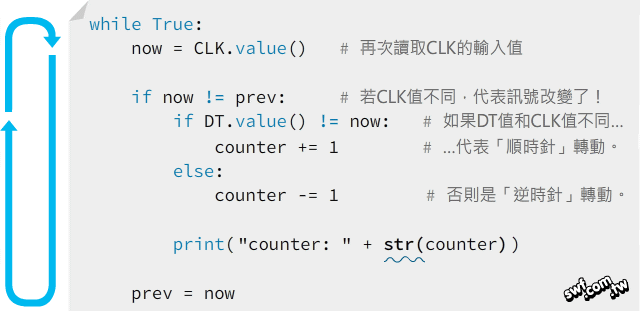 while True:
    now = CLK.value()   # 再次讀取CLK的輸入值
    if now != prev:     # 若CLK值不同，代表訊號改變了！
        if DT.value() != now:   # 如果DT值和CLK值不同…
            counter += 1        # …代表「順時針」轉動。
        else:
            counter -= 1        # 否則是「逆時針」轉動。
        print("counter: " + str(counter))
    prev = now
swf.com.tw